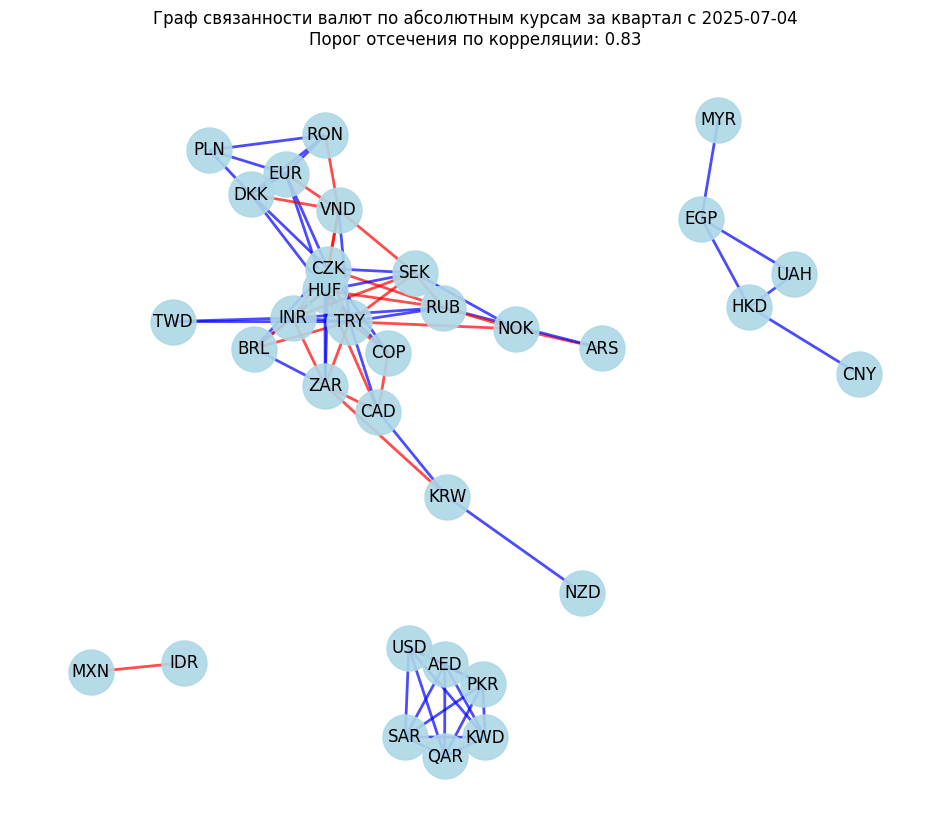 Граф связанности валют по абсолютным курсам за квартал с 2025-07-04
Порог отсечения по корреляции: 0.83
MYR
RON
PLN
EUR
DKK
VND
EGP
CZK
SEK
UAH
HUF
RUB
HKD
INR
TRY
TWD
NOK
BRL
COP
ARS
CNY
ZAR
CAD
KRW
NZD
USD
AED
IDR
MXN
PKR
SAR
KWD
QAR